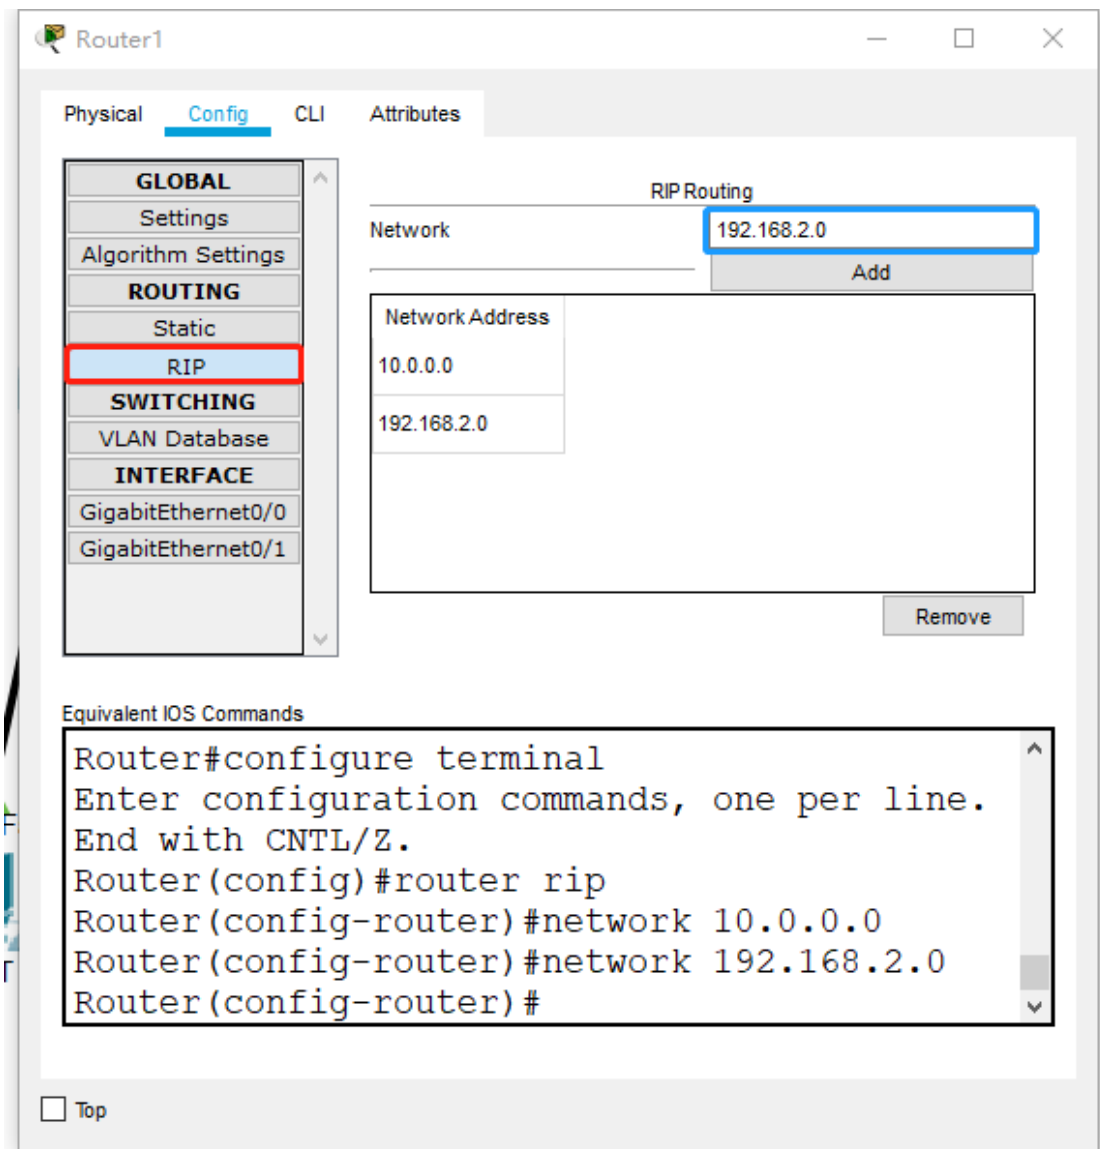 Router1
Physical Config CLI Attributes
GLOBAL
Settings
Algorithm Settings
ROUTING
Static
RIP
SWITCHING
VLAN Database
INTERFACE
GigabitEthernet0/0
GigabitEthernet0/1
RIP Routing
Network 192.168.2.0
Add
Network Address
10.0.0.0
192.168.2.0
Remove
Equivalent IOS Commands
Router#configure terminal
Enter configuration commands, one per line.
End with CNTL/Z.
Router(config)#router rip
Router(config-router)#network 10.0.0.0
Router(config-router)#network 192.168.2.0
Router(config-router)#
Top